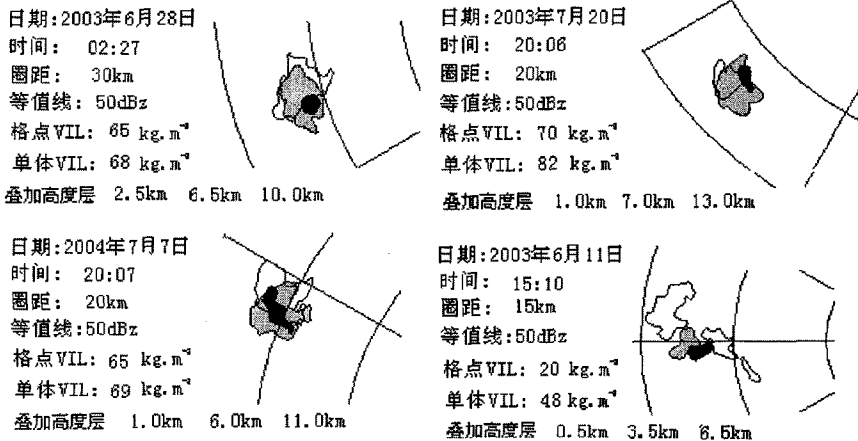 日期:2003年6月28日
时间: 02:27
圈距: 30km
等值线:50dBz
格点VIL: 65 kg.m⁻²
单体VIL: 68 kg.m⁻²
叠加高度层 2.5km 6.5km 10.0km
日期:2003年7月20日
时间: 20:06
圈距: 20km
等值线:50dBz
格点VIL: 70 kg.m⁻²
单体VIL: 82 kg.m⁻²
叠加高度层 1.0km 7.0km 13.0km
日期:2004年7月7日
时间: 20:07
圈距: 20km
等值线:50dBz
格点VIL: 65 kg.m⁻²
单体VIL: 69 kg.m⁻²
叠加高度层 1.0km 6.0km 11.0km
日期:2003年6月11日
时间: 15:10
圈距: 15km
等值线:50dBz
格点VIL: 20 kg.m⁻²
单体VIL: 48 kg.m⁻²
叠加高度层 0.5km 3.5km 6.5km